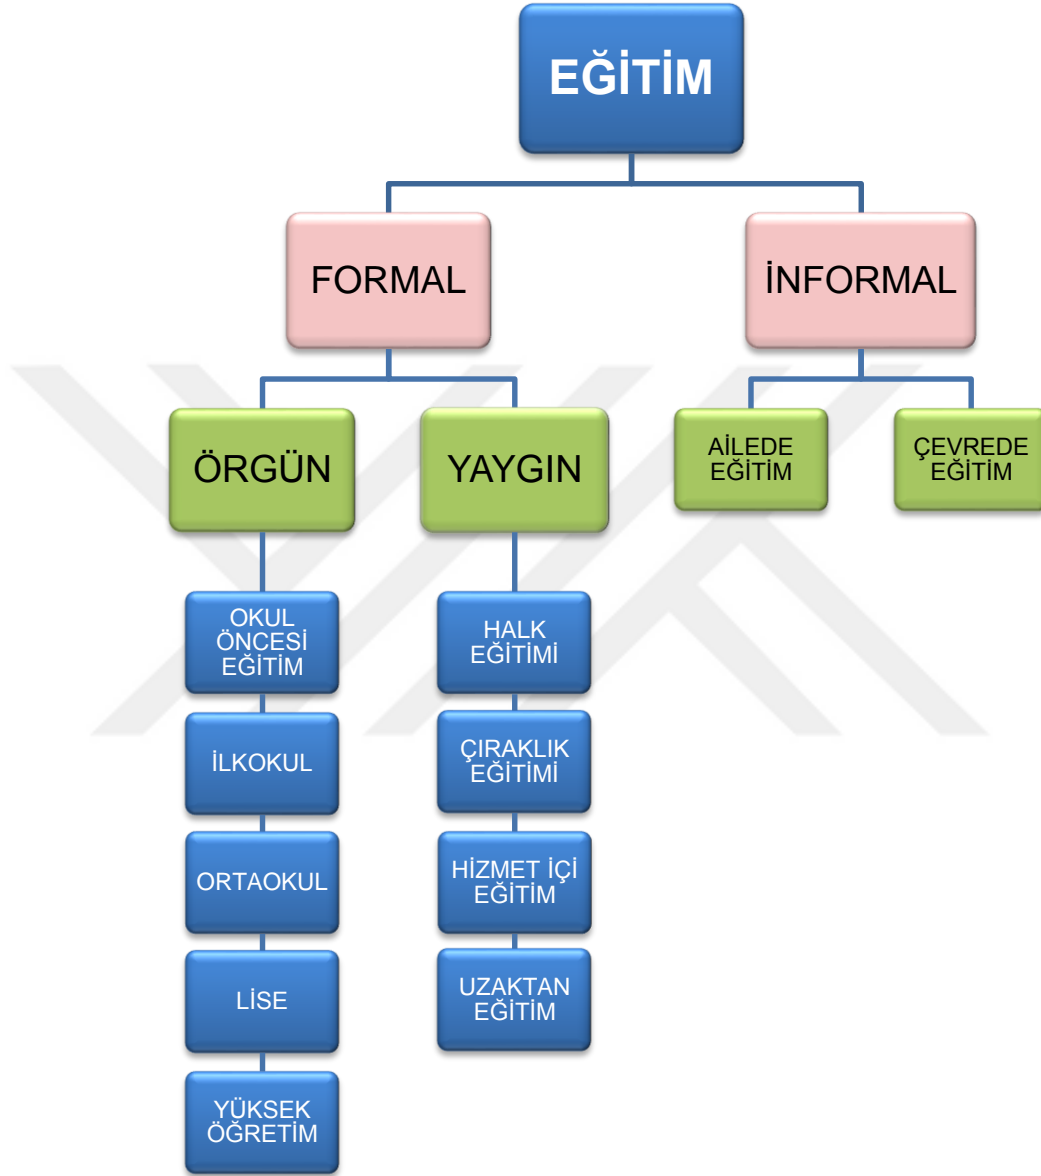 EĞİTİM
FORMAL
İNFORMAL
ÖRGÜN
YAYGIN
AİLEDE
EĞİTİM
ÇEVREDE
EĞİTİM
OKUL
ÖNCESİ
EĞİTİM
İLKOKUL
ORTAOKUL
LİSE
YÜKSEK
ÖĞRETİM
HALK
EĞİTİMİ
ÇIRAKLIK
EĞİTİMİ
HİZMET İÇİ
EĞİTİM
UZAKTAN
EĞİTİM